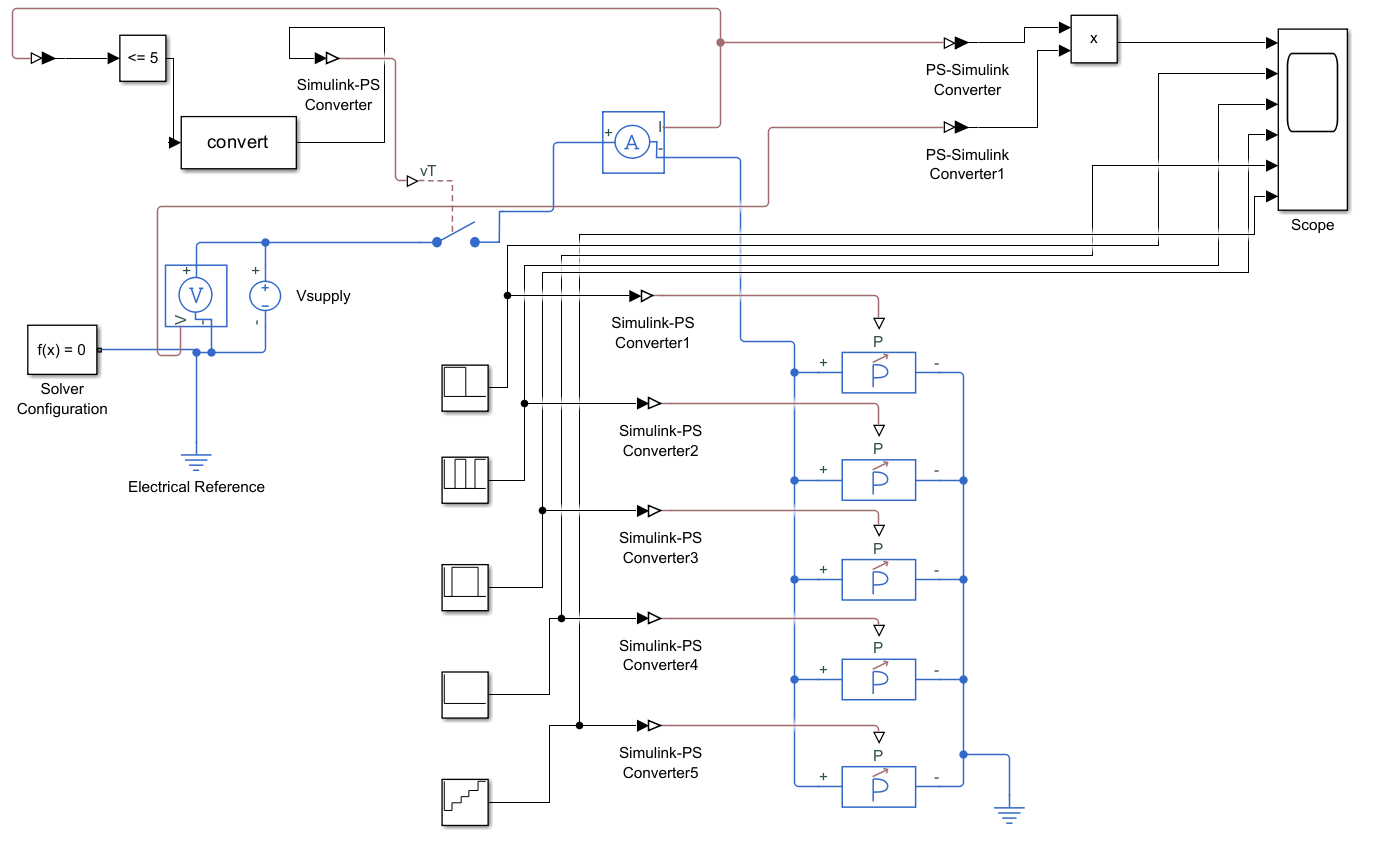 <= 5
Simulink-PS
Converter
convert
vT
+
A
I
-
PS-Simulink
Converter
x
PS-Simulink
Converter1
Scope
+
V
V
-
+
+
-
-
Vsupply
f(x) = 0
Solver
Configuration
Electrical Reference
Simulink-PS
Converter1
P
+
P
-
Simulink-PS
Converter2
P
+
P
-
Simulink-PS
Converter3
P
+
P
-
Simulink-PS
Converter4
P
+
P
-
Simulink-PS
Converter5
P
+
P
-